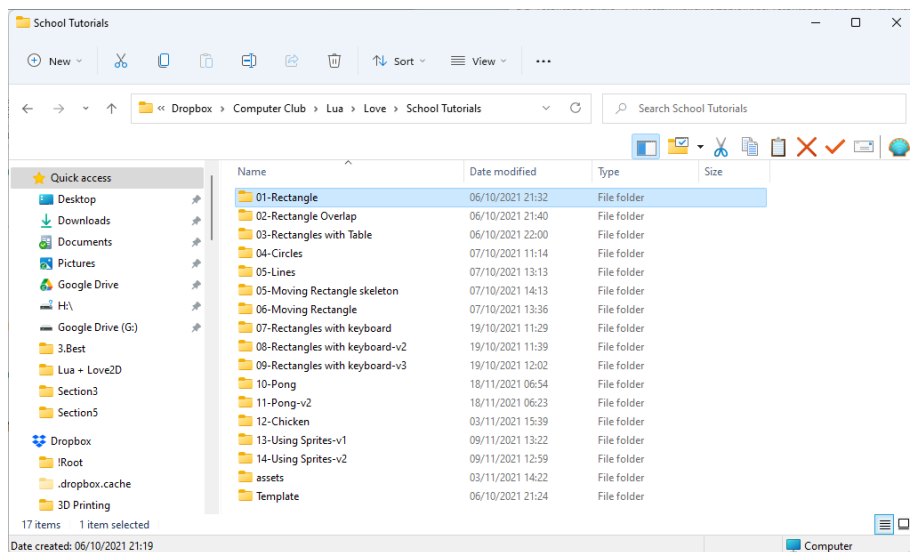 School Tutorials
New
Sort
View
« Dropbox > Computer Club > Lua > Love > School Tutorials
Search School Tutorials
Quick access
Desktop
Downloads
Documents
Pictures
Google Drive
H:\
Google Drive (G:)
3.Best
Lua + Love2D
Section3
Section5
Dropbox
!Root
.dropbox.cache
3D Printing
Name Date modified Type Size
01-Rectangle 06/10/2021 21:32 File folder
02-Rectangle Overlap 06/10/2021 21:40 File folder
03-Rectangles with Table 06/10/2021 22:00 File folder
04-Circles 07/10/2021 11:14 File folder
05-Lines 07/10/2021 13:13 File folder
05-Moving Rectangle skeleton 07/10/2021 14:13 File folder
06-Moving Rectangle 07/10/2021 13:36 File folder
07-Rectangles with keyboard 19/10/2021 11:29 File folder
08-Rectangles with keyboard-v2 19/10/2021 11:39 File folder
09-Rectangles with keyboard-v3 19/10/2021 12:02 File folder
10-Pong 18/11/2021 06:54 File folder
11-Pong-v2 18/11/2021 06:23 File folder
12-Chicken 03/11/2021 15:39 File folder
13-Using Sprites-v1 09/11/2021 13:22 File folder
14-Using Sprites-v2 09/11/2021 12:59 File folder
assets 03/11/2021 14:22 File folder
Template 06/10/2021 21:24 File folder
17 items 1 item selected
Date created: 06/10/2021 21:19
Computer